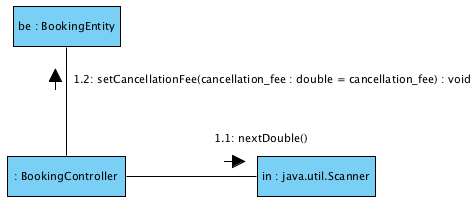 be : BookingEntity
1.2: setCancellationFee(cancellation_fee : double = cancellation_fee) : void
1.1: nextDouble()
: BookingController
in : java.util.Scanner